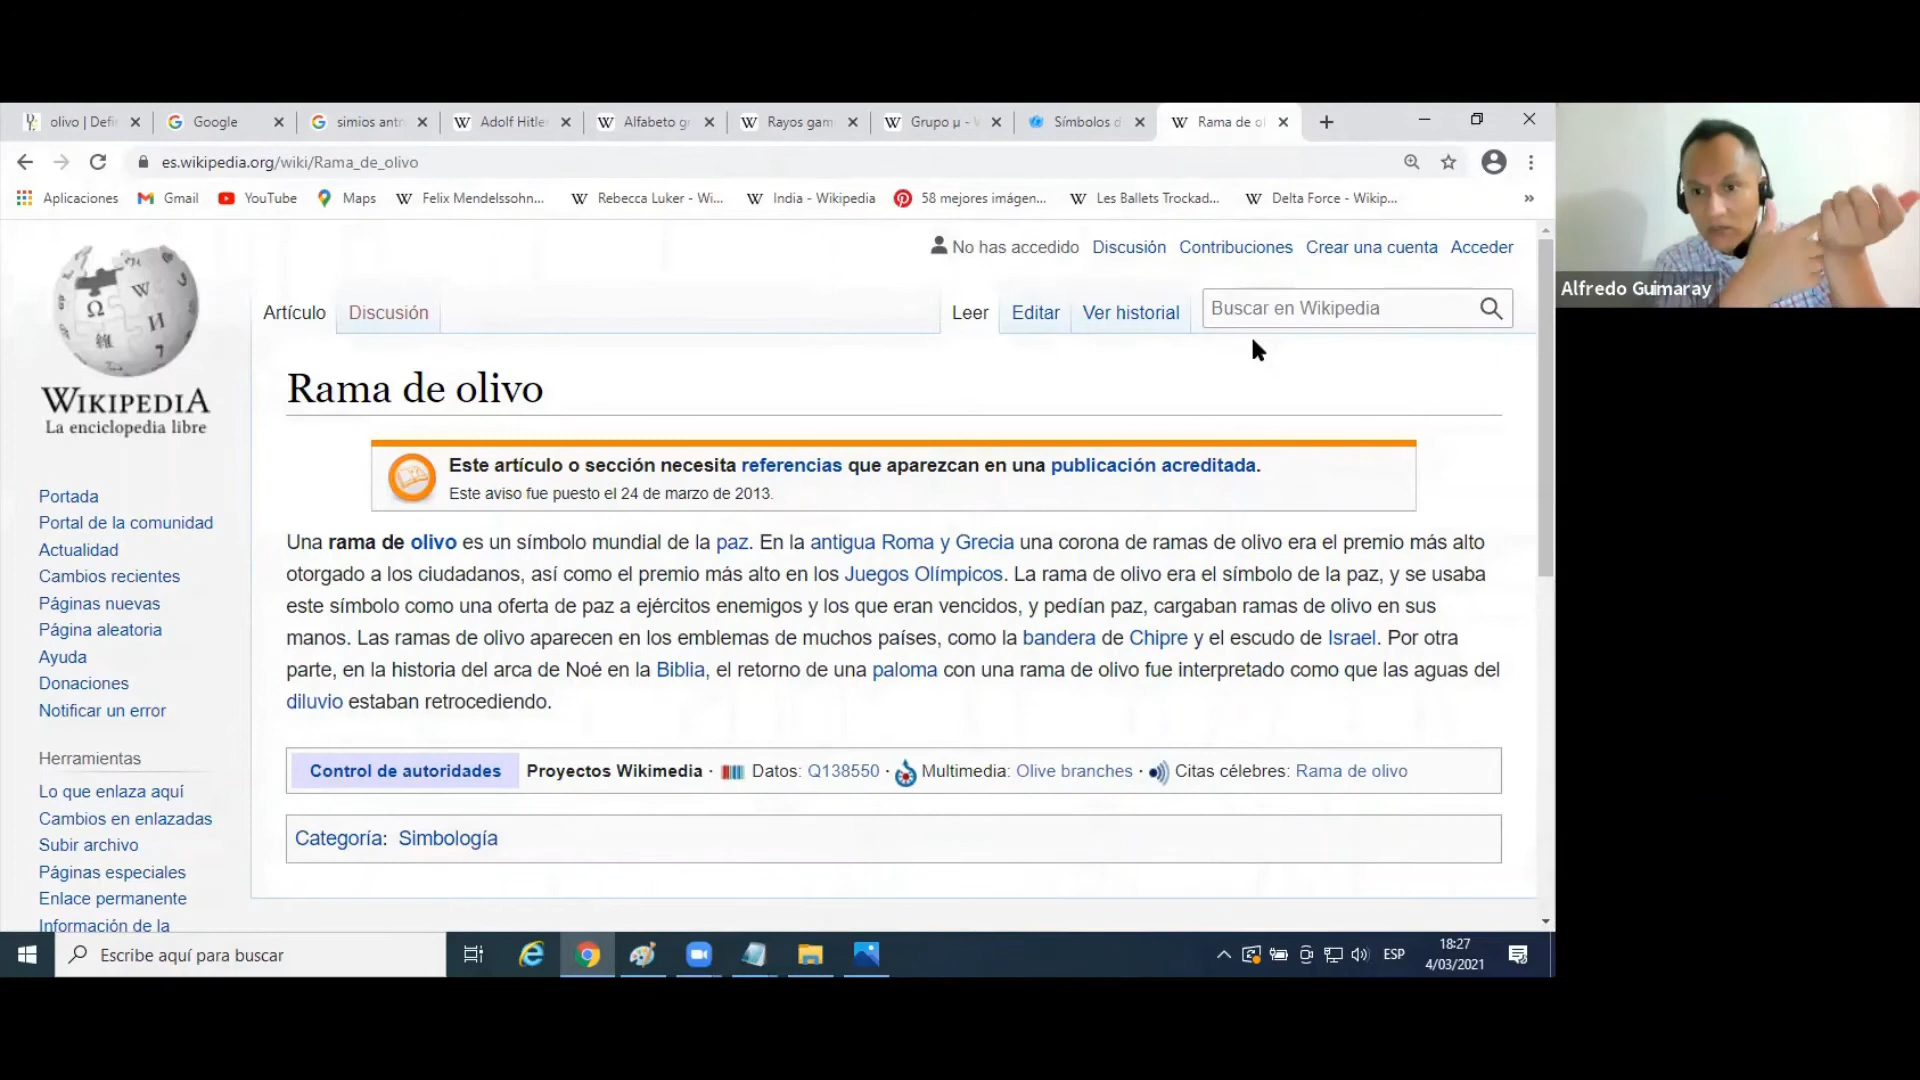 olivo | Defi
Google
simios antr
Adolf Hitle
Alfabeto gr
Rayos gam
Grupo μ - W
Símbolos d
Rama de ol
es.wikipedia.org/wiki/Rama_de_olivo
Aplicaciones
Gmail
YouTube
Maps
Felix Mendelssohn...
Rebecca Luker - Wi...
India - Wikipedia
58 mejores imágen...
Les Ballets Trockad...
Delta Force - Wikip...
»
No has accedido Discusión Contribuciones Crear una cuenta Acceder
Artículo Discusión Leer Editar Ver historial Buscar en Wikipedia
WIKIPEDIA
La enciclopedia libre
Rama de olivo
Este artículo o sección necesita referencias que aparezcan en una publicación acreditada.
Este aviso fue puesto el 24 de marzo de 2013.
Una rama de olivo es un símbolo mundial de la paz. En la antigua Roma y Grecia una corona de ramas de olivo era el premio más alto
otorgado a los ciudadanos, así como el premio más alto en los Juegos Olímpicos. La rama de olivo era el símbolo de la paz, y se usaba
este símbolo como una oferta de paz a ejércitos enemigos y los que eran vencidos, y pedían paz, cargaban ramas de olivo en sus
manos. Las ramas de olivo aparecen en los emblemas de muchos países, como la bandera de Chipre y el escudo de Israel. Por otra
parte, en la historia del arca de Noé en la Biblia, el retorno de una paloma con una rama de olivo fue interpretado como que las aguas del
diluvio estaban retrocediendo.
Control de autoridades Proyectos Wikimedia · Datos: Q138550 · Multimedia: Olive branches · Citas célebres: Rama de olivo
Categoría: Simbología
Portada
Portal de la comunidad
Actualidad
Cambios recientes
Páginas nuevas
Página aleatoria
Ayuda
Donaciones
Notificar un error
Herramientas
Lo que enlaza aquí
Cambios en enlazadas
Subir archivo
Páginas especiales
Enlace permanente
Información de la
Escribe aquí para buscar
ESP
18:27
4/03/2021
Alfredo Guimaray